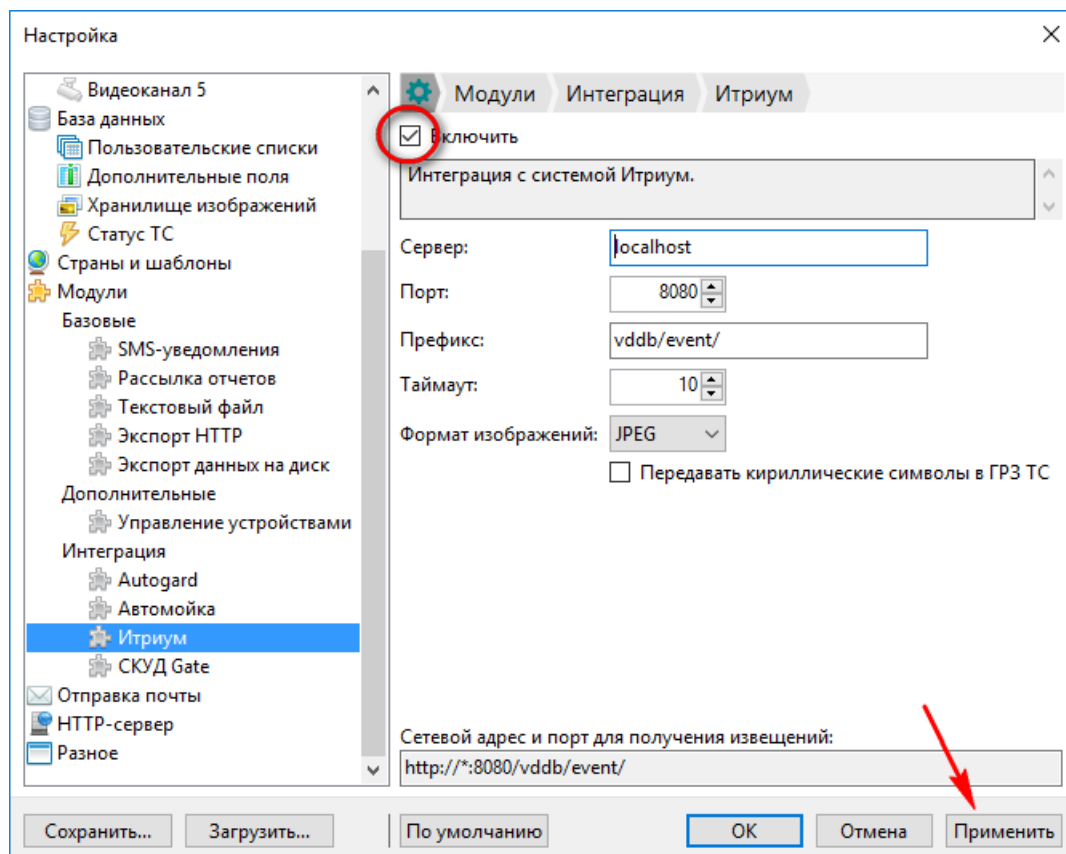 Настройка
Видеоканал 5
База данных
Пользовательские списки
Дополнительные поля
Хранилище изображений
Статус ТС
Страны и шаблоны
Модули
Базовые
SMS-уведомления
Рассылка отчетов
Текстовый файл
Экспорт HTTP
Экспорт данных на диск
Дополнительные
Управление устройствами
Интеграция
Autogard
Автомойка
Итриум
СКУД Gate
Отправка почты
HTTP-сервер
Разное
Модули Интеграция Итриум
Включить
Интеграция с системой Итриум.
Сервер: localhost
Порт: 8080
Префикс: vddb/event/
Таймаут: 10
Формат изображений: JPEG
Передавать кириллические символы в ГРЗ ТС
Сетевой адрес и порт для получения извещений:
http://*:8080/vddb/event/
Сохранить... Загрузить... По умолчанию OK Отмена Применить